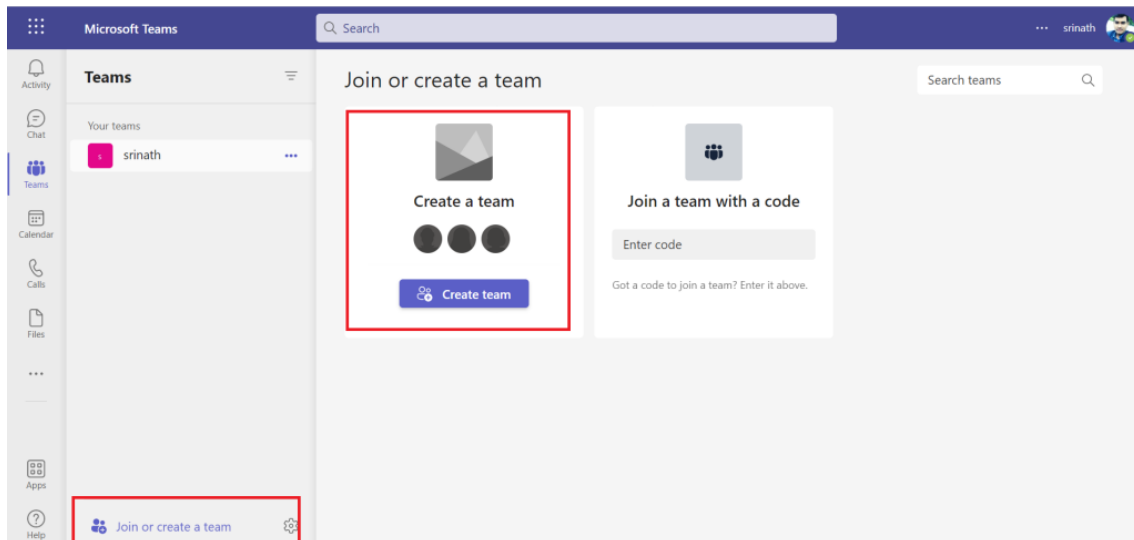 Microsoft Teams
Search
srinath
Activity
Chat
Teams
Calendar
Calls
Files
Apps
Help
Teams
Your teams
s
srinath
Join or create a team
Join or create a team
Search teams
Create a team
Create team
Join a team with a code
Enter code
Got a code to join a team? Enter it above.